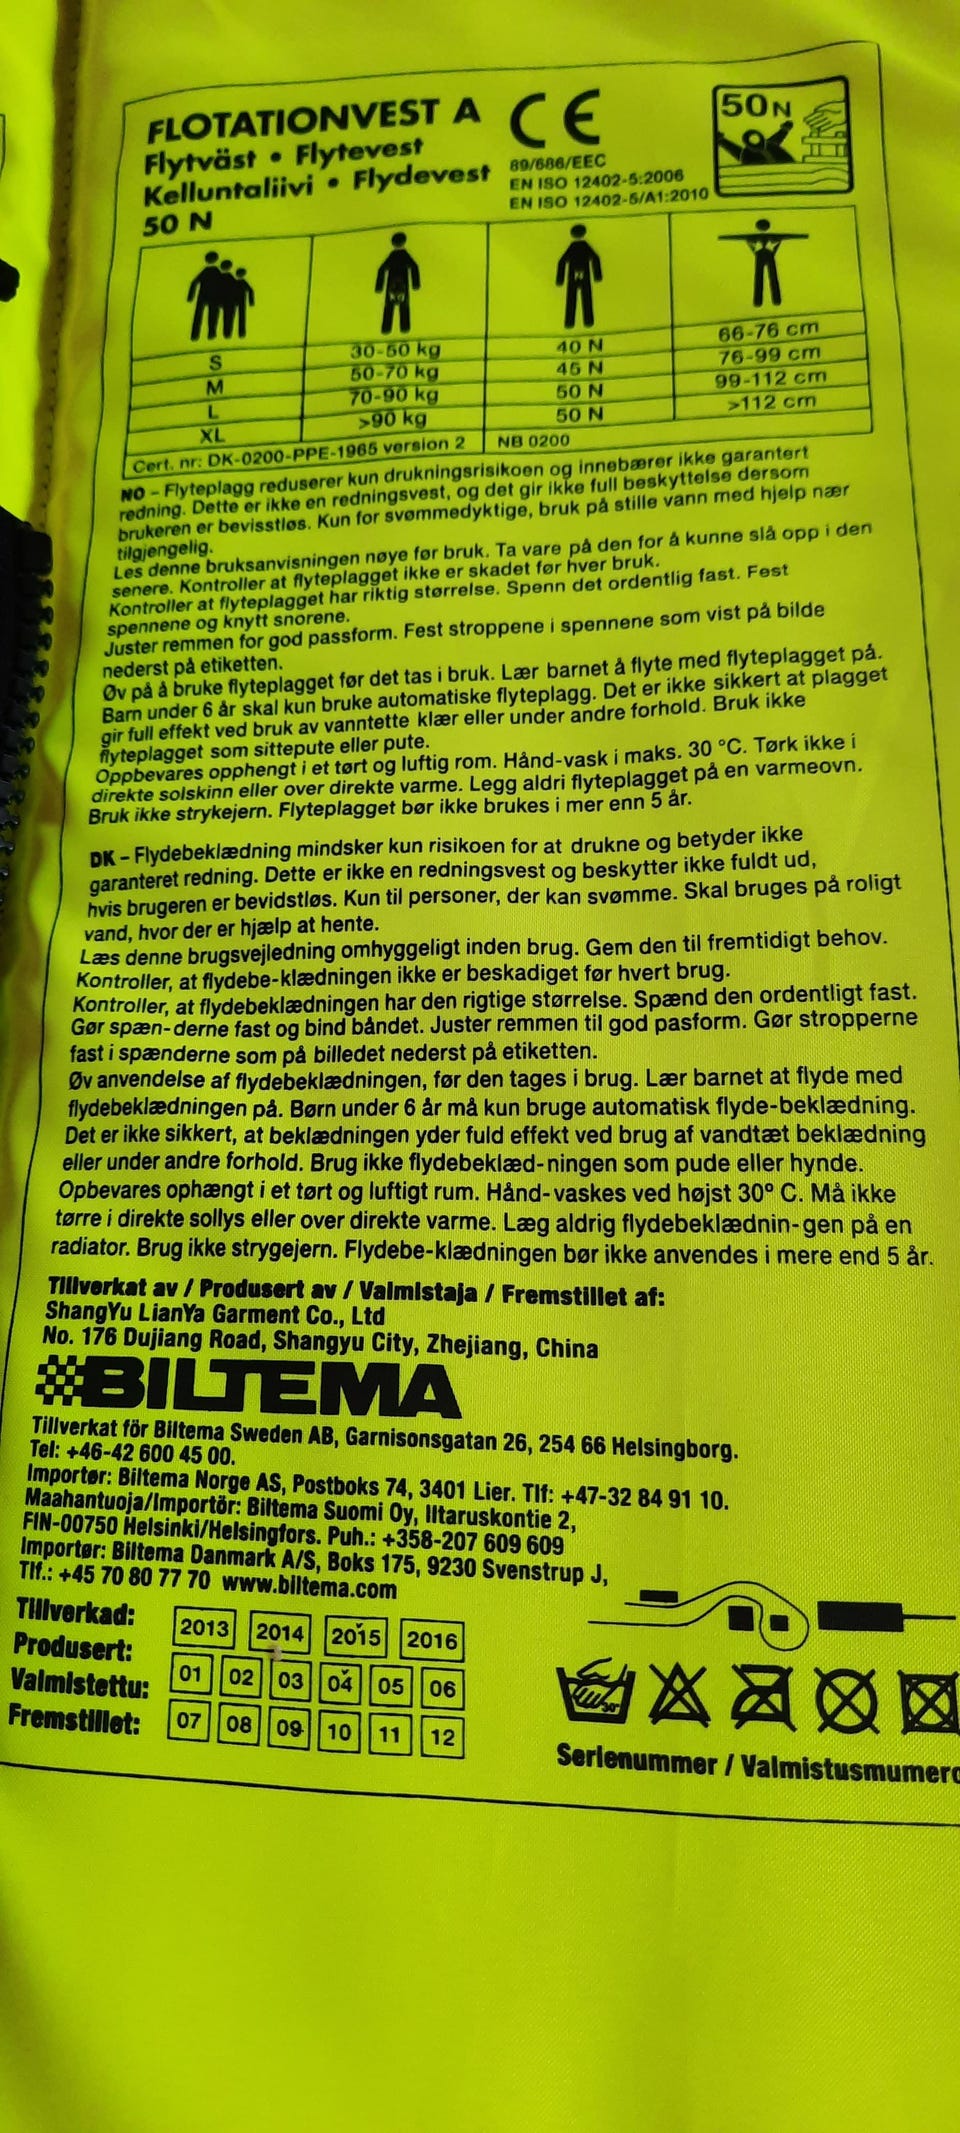 FLOTATIONVEST A
Flytväst • Flytevest
Kelluntaliivi • Flydevest
50 N
CE
89/686/EEC
EN ISO 12402-5:2006
EN ISO 12402-5/A1:2010
50N
S 30-50 kg 40 N 66-76 cm
M 50-70 kg 45 N 76-99 cm
L 70-90 kg 50 N 99-112 cm
XL >90 kg 50 N >112 cm
Cert. nr: DK-0200-PPE-1965 version 2 NB 0200
NO – Flyteplagg reduserer kun drukningsrisikoen og innebærer ikke garantert
redning. Dette er ikke en redningsvest, og det gir ikke full beskyttelse dersom
brukeren er bevisstløs. Kun for svømmedyktige, bruk på stille vann med hjelp nær
tilgjengelig.
Les denne bruksanvisningen nøye før bruk. Ta vare på den for å kunne slå opp i den
senere. Kontroller at flyteplagget ikke er skadet før hver bruk.
Kontroller at flyteplagget har riktig størrelse. Spenn det ordentlig fast. Fest
spennene og knytt snorene.
Juster remmen for god passform. Fest stroppene i spennene som vist på bilde
nederst på etiketten.
Øv på å bruke flyteplagget før det tas i bruk. Lær barnet å flyte med flyteplagget på.
Barn under 6 år skal kun bruke automatiske flyteplagg. Det er ikke sikkert at plagget
gir full effekt ved bruk av vanntette klær eller under andre forhold. Bruk ikke
flyteplagget som sittepute eller pute.
Oppbevares opphengt i et tørt og luftig rom. Hånd-vask i maks. 30 °C. Tørk ikke i
direkte solskinn eller over direkte varme. Legg aldri flyteplagget på en varmeovn.
Bruk ikke strykejern. Flyteplagget bør ikke brukes i mer enn 5 år.
DK – Flydebeklædning mindsker kun risikoen for at drukne og betyder ikke
garanteret redning. Dette er ikke en redningsvest og beskytter ikke fuldt ud,
hvis brugeren er bevidstløs. Kun til personer, der kan svømme. Skal bruges på roligt
vand, hvor der er hjælp at hente.
Læs denne brugsvejledning omhyggeligt inden brug. Gem den til fremtidigt behov.
Kontroller, at flydebe-klædningen ikke er beskadiget før hvert brug.
Kontroller, at flydebeklædningen har den rigtige størrelse. Spænd den ordentligt fast.
Gør spæn-derne fast og bind båndet. Juster remmen til god pasform. Gør stropperne
fast i spænderne som på billedet nederst på etiketten.
Øv anvendelse af flydebeklædningen, før den tages i brug. Lær barnet at flyde med
flydebeklædningen på. Børn under 6 år må kun bruge automatisk flyde-beklædning.
Det er ikke sikkert, at beklædningen yder fuld effekt ved brug af vandtæt beklædning
eller under andre forhold. Brug ikke flydebeklæd-ningen som pude eller hynde.
Opbevares ophængt i et tørt og luftigt rum. Hånd-vaskes ved højst 30° C. Må ikke
tørre i direkte sollys eller over direkte varme. Læg aldrig flydebeklædnin-gen på en
radiator. Brug ikke strygejern. Flydebe-klædningen bør ikke anvendes i mere end 5 år.
Tillverkat av / Produsert av / Valmistaja / Fremstillet af:
ShangYu LianYa Garment Co., Ltd
No. 176 Dujiang Road, Shangyu City, Zhejiang, China
BILTEMA
Tillverkat för Biltema Sweden AB, Garnisonsgatan 26, 254 66 Helsingborg.
Tel: +46-42 600 45 00.
Importør: Biltema Norge AS, Postboks 74, 3401 Lier. Tlf: +47-32 84 91 10.
Maahantuoja/Importör: Biltema Suomi Oy, Iltaruskontie 2,
FIN-00750 Helsinki/Helsingfors. Puh.: +358-207 609 609
Importør: Biltema Danmark A/S, Boks 175, 9230 Svenstrup J,
Tlf.: +45 70 80 77 70 www.biltema.com
Tillverkad:
Produsert:
Valmistettu:
Fremstillet:
2013 2014 2015 2016
01 02 03 04 05 06
07 08 09 10 11 12
30°
Serienummer / Valmistusnumero